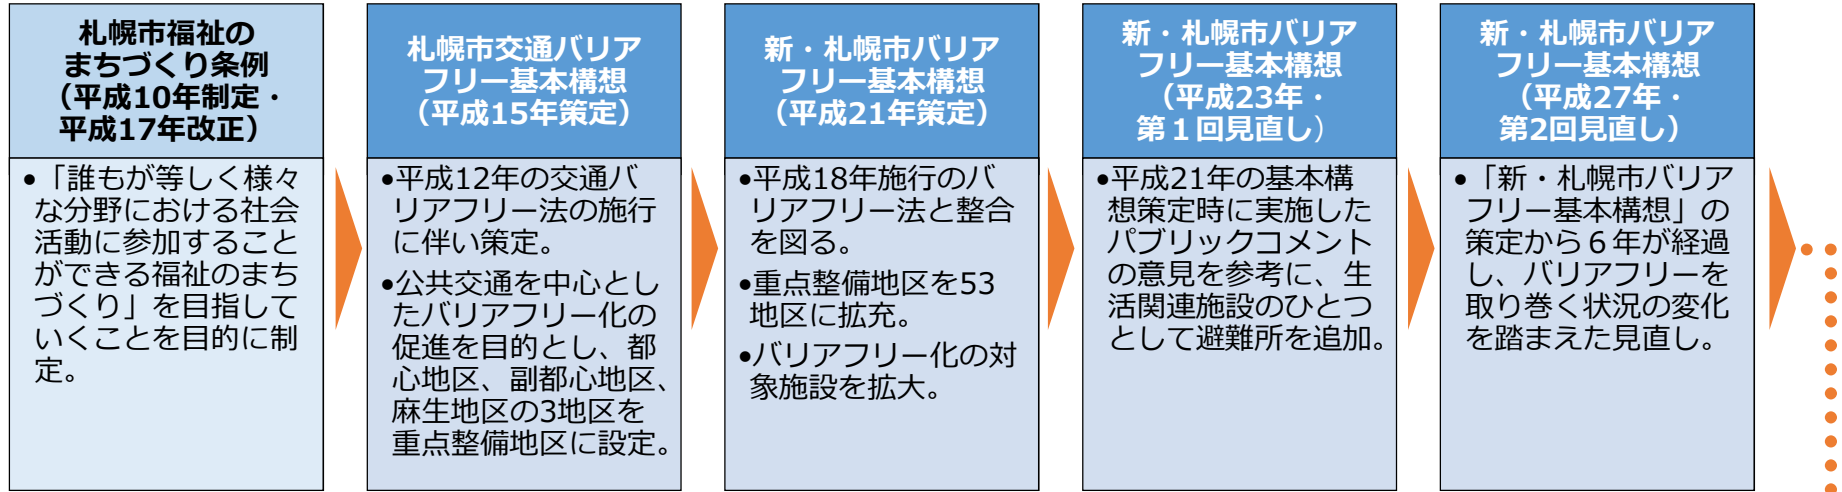 札幌市福祉の
まちづくり条例
（平成10年制定・
平成17年改正）
•「誰もが等しく様々
な分野における社会
活動に参加すること
ができる福祉のまち
づくり」を目指して
いくことを目的に制
定。
札幌市交通バリア
フリー基本構想
（平成15年策定）
•平成12年の交通バ
リアフリー法の施行
に伴い策定。
•公共交通を中心とし
たバリアフリー化の
促進を目的とし、都
心地区、副都心地区、
麻生地区の3地区を
重点整備地区に設定。
新・札幌市バリア
フリー基本構想
（平成21年策定）
•平成18年施行のバ
リアフリー法と整合
を図る。
•重点整備地区を53
地区に拡充。
•バリアフリー化の対
象施設を拡大。
新・札幌市バリア
フリー基本構想
（平成23年・
第１回見直し）
•平成21年の基本構
想策定時に実施した
パブリックコメント
の意見を参考に、生
活関連施設のひとつ
として避難所を追加。
新・札幌市バリア
フリー基本構想
（平成27年・
第2回見直し）
•「新・札幌市バリア
フリー基本構想」の
策定から６年が経過
し、バリアフリーを
取り巻く状況の変化
を踏まえた見直し。